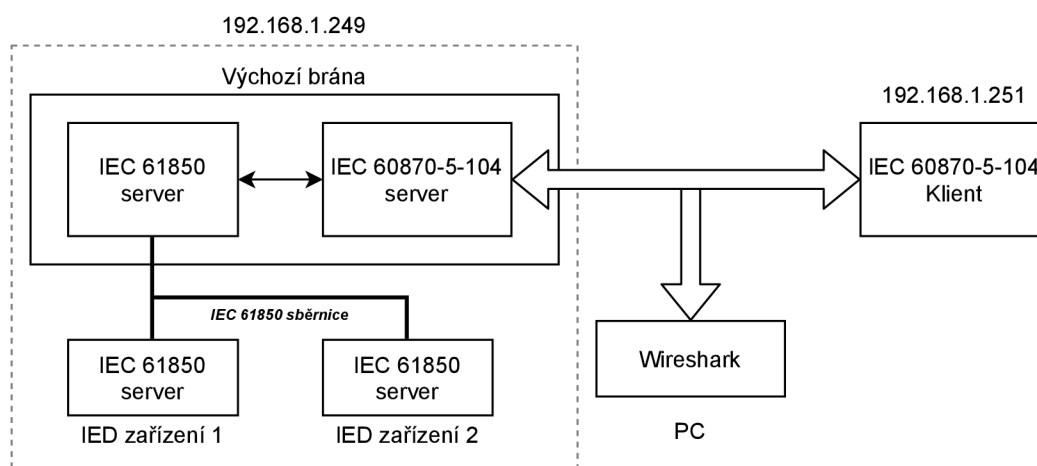 192.168.1.249
Výchozí brána
192.168.1.251
IEC 61850
server
IEC 60870-5-104
server
IEC 60870-5-104
Klient
IEC 61850 sběrnice
IEC 61850
server
IEC 61850
server
Wireshark
IED zařízení 1
IED zařízení 2
PC